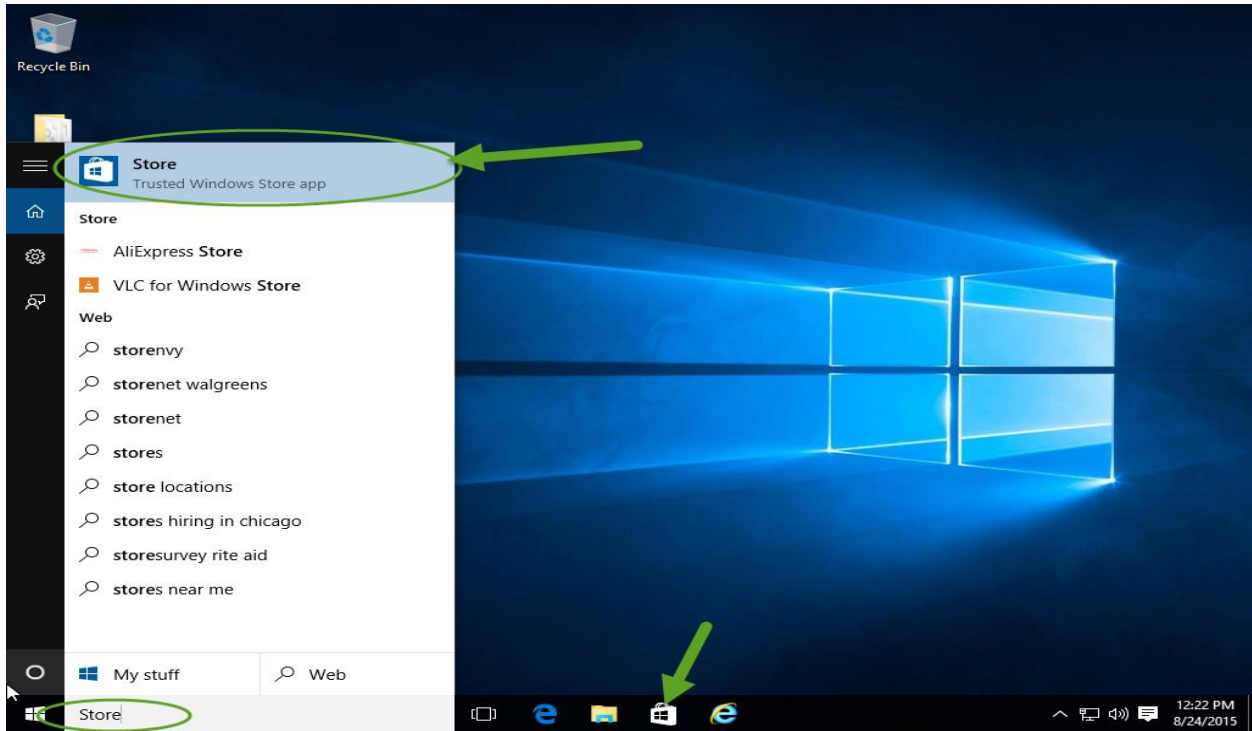 Recycle Bin
Store
Trusted Windows Store app
Store
AliExpress Store
VLC for Windows Store
Web
storenvy
storenet walgreens
storenet
stores
store locations
stores hiring in chicago
storesurvey rite aid
stores near me
My stuff
Web
Store
12:22 PM
8/24/2015